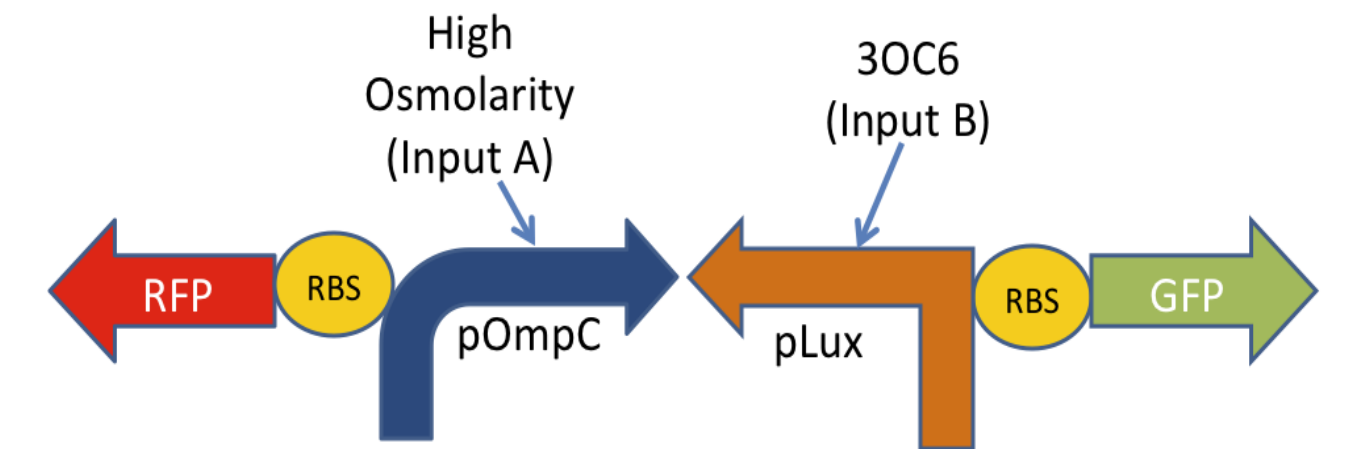 High
Osmolarity
(Input A)
3OC6
(Input B)
RFP
RBS
pOmpC
pLux
RBS
GFP